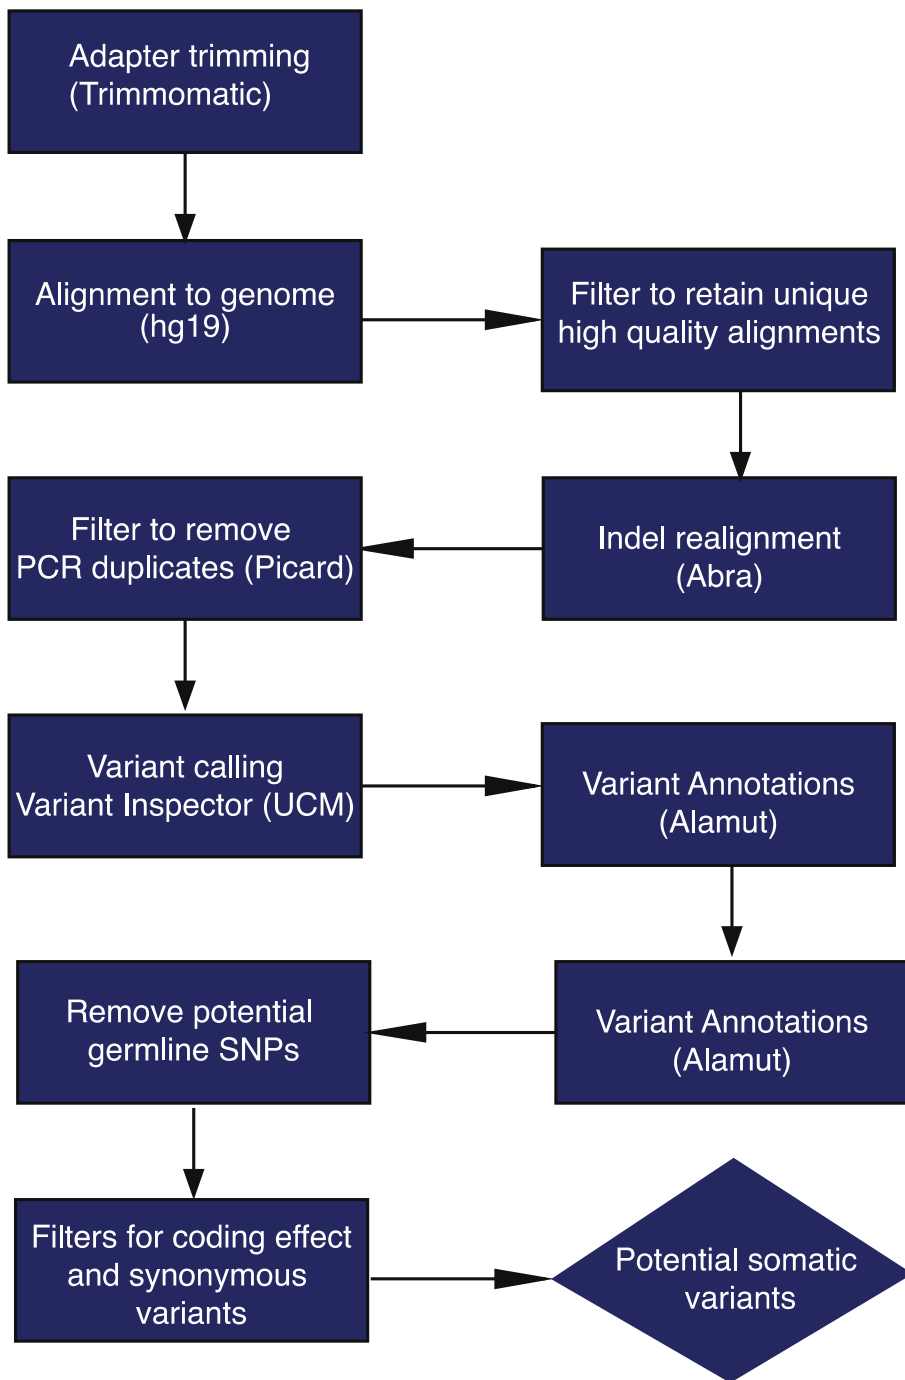 Adapter trimming
(Trimmomatic)
Alignment to genome
(hg19)
Filter to retain unique
high quality alignments
Indel realignment
(Abra)
Filter to remove
PCR duplicates (Picard)
Variant calling
Variant Inspector (UCM)
Variant Annotations
(Alamut)
Variant Annotations
(Alamut)
Remove potential
germline SNPs
Filters for coding effect
and synonymous
variants
Potential somatic
variants